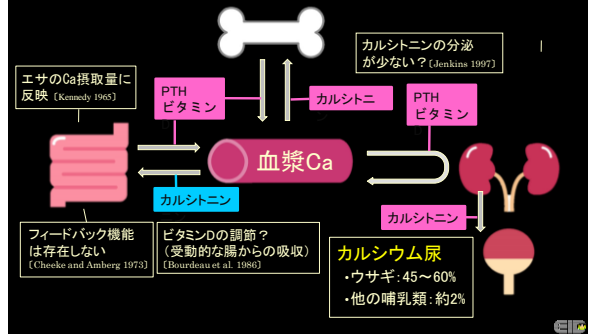 カルシトニンの分泌
が少ない？[Jenkins 1997]
エサのCa摂取量に
反映 [Kennedy 1965]
PTH
ビタミン
カルシトニ
PTH
ビタミン
血漿Ca
カルシトニン
カルシトニン
フィードバック機能
は存在しない
[Cheeke and Amberg 1973]
ビタミンDの調節？
（受動的な腸からの吸収）
[Bourdeau et al. 1986]
カルシウム尿
・ウサギ：45～60%
・他の哺乳類：約2%